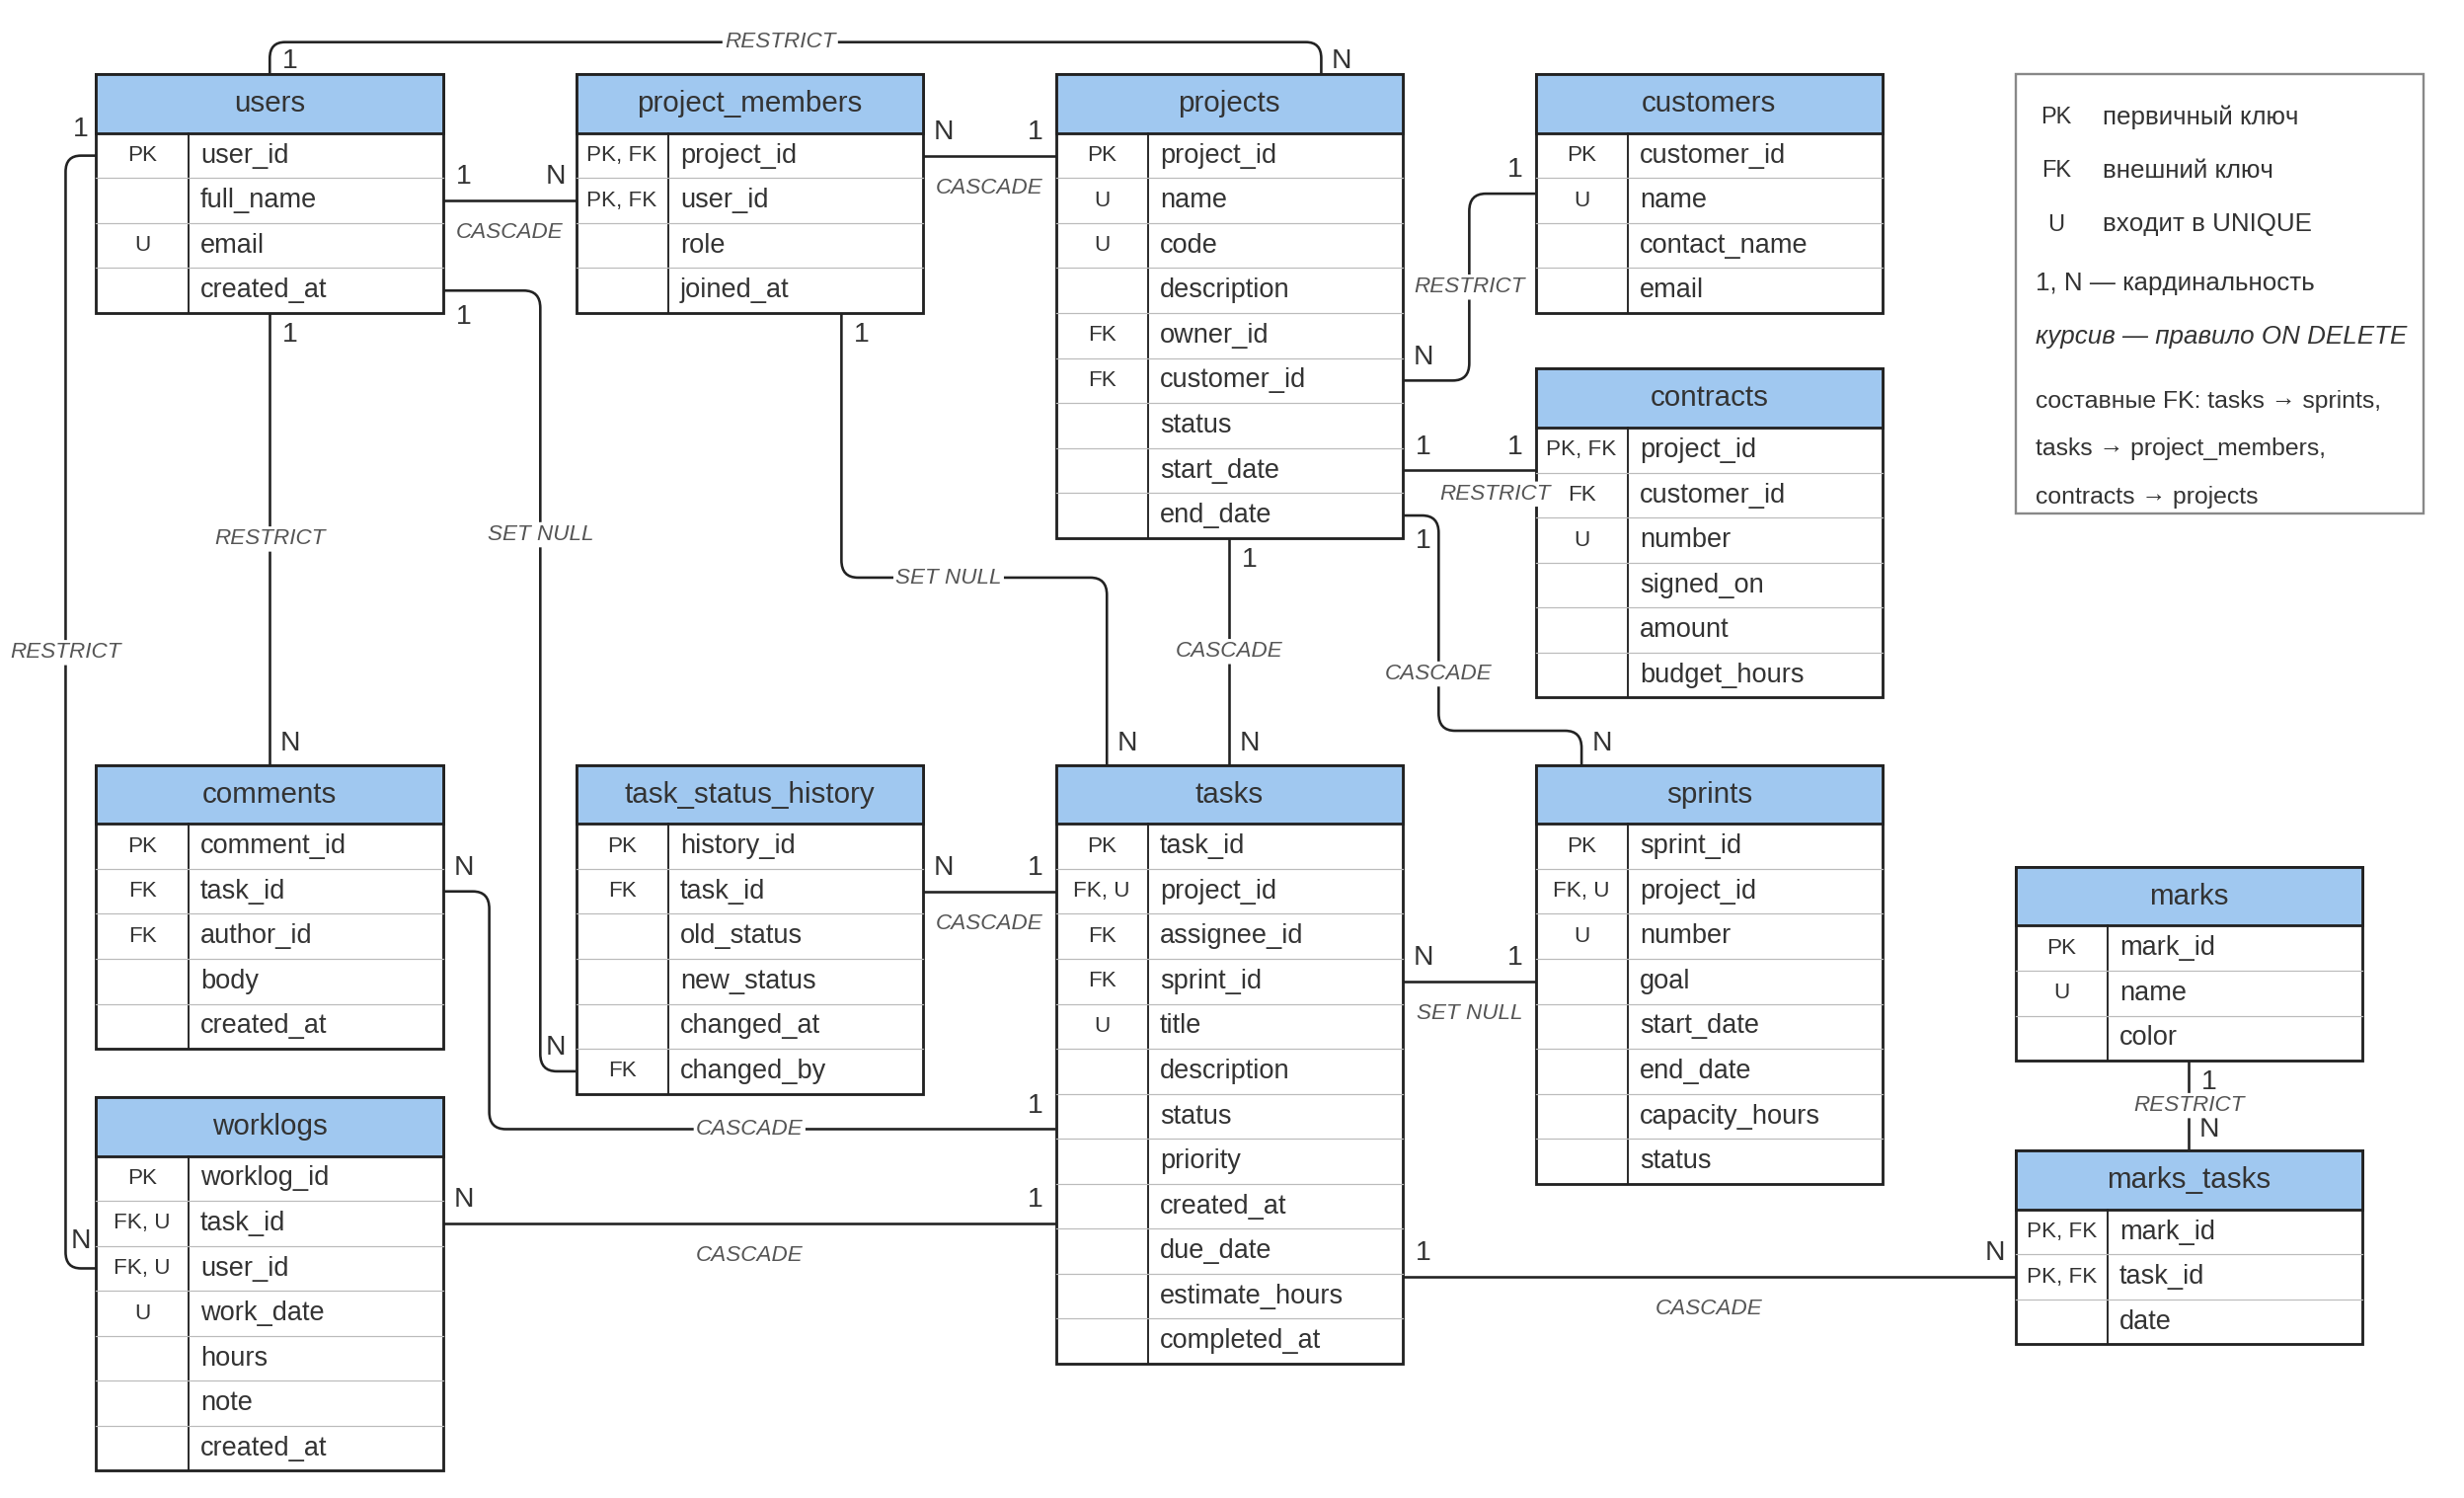 RESTRICT
1
N
users
PK user_id
full_name
U email
created_at
project_members
PK, FK project_id
PK, FK user_id
role
joined_at
projects
PK project_id
U name
U code
description
FK owner_id
FK customer_id
status
start_date
end_date
customers
PK customer_id
U name
contact_name
email
PK первичный ключ
FK внешний ключ
U входит в UNIQUE
1, N — кардинальность
курсив — правило ON DELETE
составные FK: tasks → sprints,
tasks → project_members,
contracts → projects
1
1
N
CASCADE
N
1
CASCADE
1
RESTRICT
N
contracts
PK, FK project_id
FK customer_id
U number
signed_on
amount
budget_hours
1
1
RESTRICT
1
1
1
1
1
RESTRICT
SET NULL
SET NULL
RESTRICT
CASCADE
CASCADE
N
N
N
N
comments
PK comment_id
FK task_id
FK author_id
body
created_at
task_status_history
PK history_id
FK task_id
old_status
new_status
changed_at
FK changed_by
tasks
PK task_id
FK, U project_id
FK assignee_id
FK sprint_id
U title
description
status
priority
created_at
due_date
estimate_hours
completed_at
sprints
PK sprint_id
FK, U project_id
U number
goal
start_date
end_date
capacity_hours
status
marks
PK mark_id
U name
color
N
N
1
CASCADE
N
1
SET NULL
N
1
CASCADE
1
RESTRICT
N
worklogs
PK worklog_id
FK, U task_id
FK, U user_id
U work_date
hours
note
created_at
N
N
1
CASCADE
marks_tasks
PK, FK mark_id
PK, FK task_id
date
1
N
CASCADE